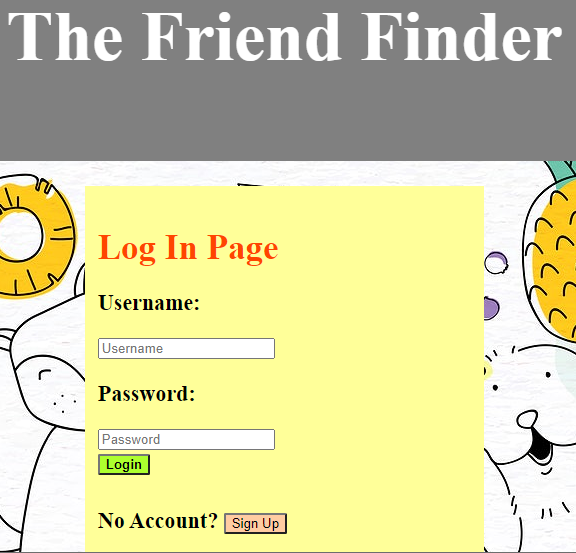 The Friend Finder
Log In Page
Username:
Username
Password:
Password
Login
No Account? Sign Up